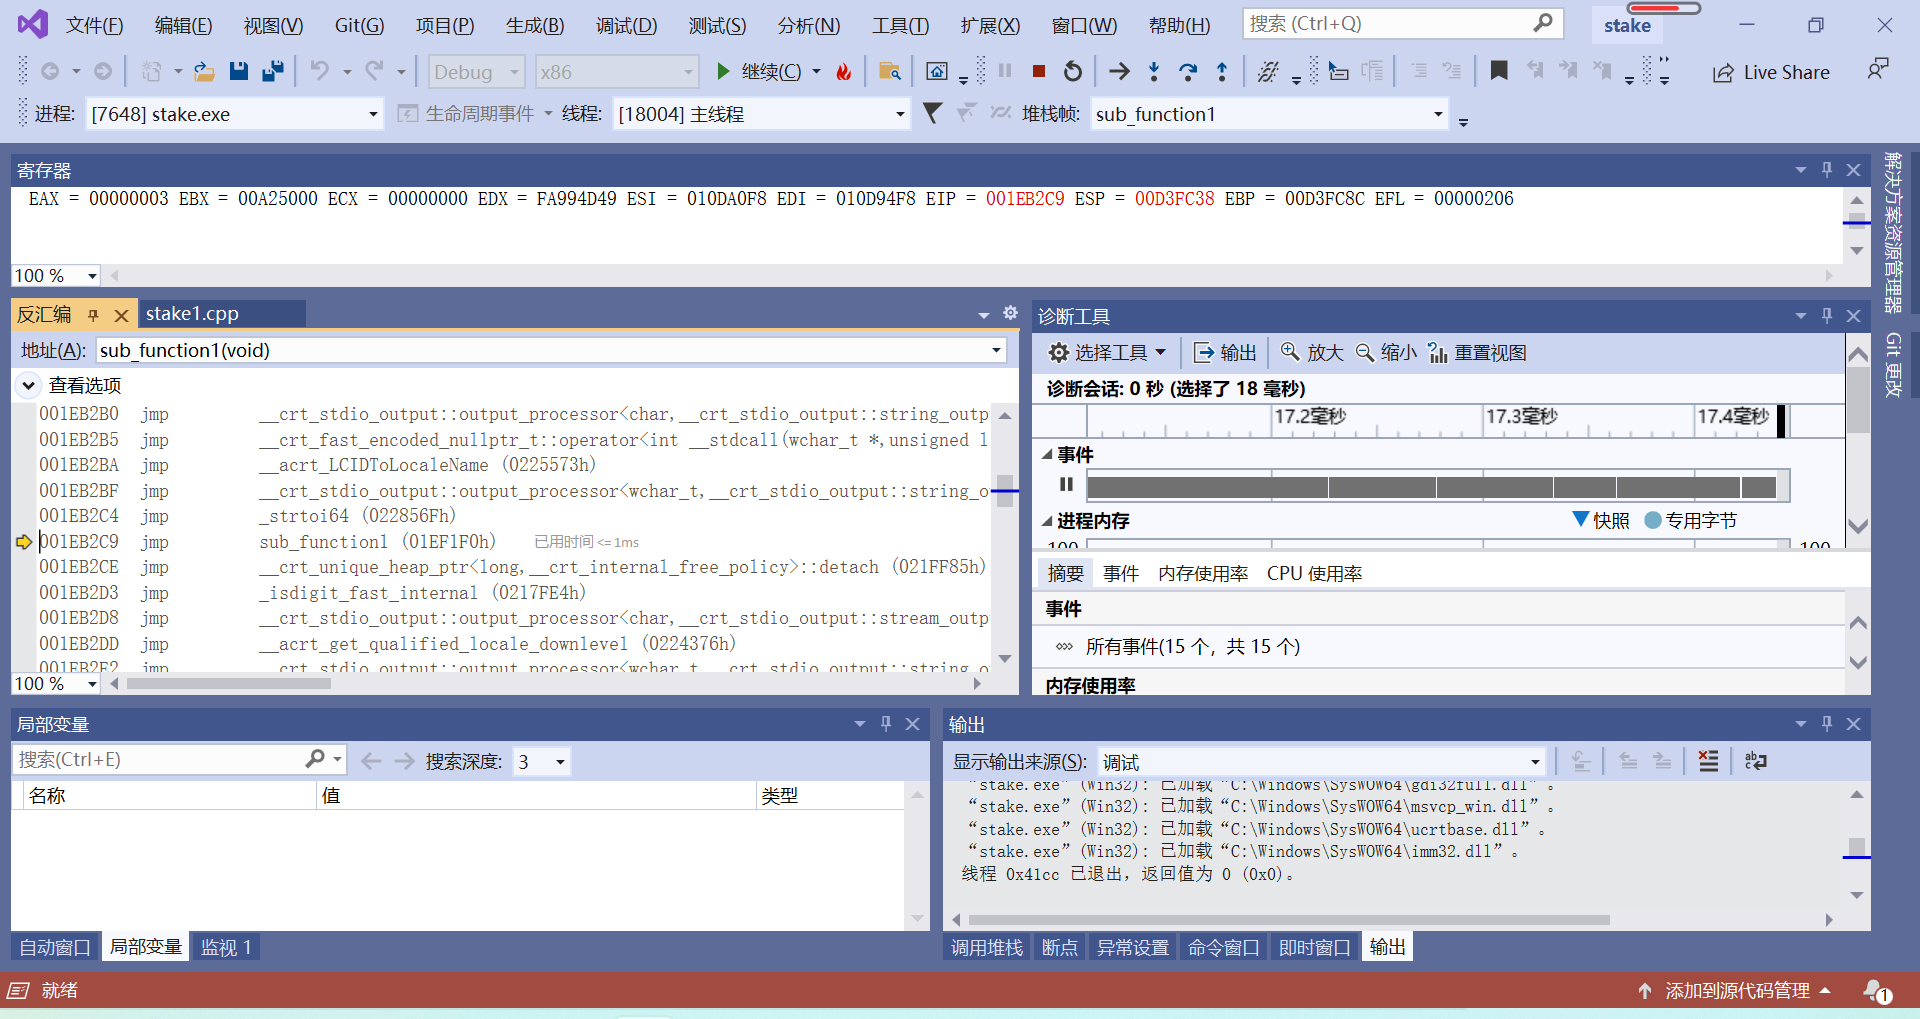 文件(F) 编辑(E) 视图(V) Git(G) 项目(P) 生成(B) 调试(D) 测试(S) 分析(N) 工具(T) 扩展(X) 窗口(W) 帮助(H) 搜索 (Ctrl+Q) stake
Debug x86 继续(C) Live Share
进程: [7648] stake.exe 生命周期事件 线程: [18004] 主线程 堆栈帧: sub_function1
寄存器
EAX = 00000003 EBX = 00A25000 ECX = 00000000 EDX = FA994D49 ESI = 010DA0F8 EDI = 010D94F8 EIP = 001EB2C9 ESP = 00D3FC38 EBP = 00D3FC8C EFL = 00000206
100 %
反汇编 stake1.cpp
地址(A): sub_function1(void)
查看选项
001EB2B0 jmp __crt_stdio_output::output_processor<char,__crt_stdio_output::string_outp
001EB2B5 jmp __crt_fast_encoded_nullptr_t::operator<int __stdcall(wchar_t *,unsigned l
001EB2BA jmp __acrt_LCIDToLocaleName (0225573h)
001EB2BF jmp __crt_stdio_output::output_processor<wchar_t,__crt_stdio_output::string_o
001EB2C4 jmp _strtoi64 (022856Fh)
001EB2C9 jmp sub_function1 (01EF1F0h) 已用时间 <= 1ms
001EB2CE jmp __crt_unique_heap_ptr<long,__crt_internal_free_policy>::detach (021FF85h)
001EB2D3 jmp _isdigit_fast_internal (0217FE4h)
001EB2D8 jmp __crt_stdio_output::output_processor<char,__crt_stdio_output::stream_outp
001EB2DD jmp __acrt_get_qualified_locale_downlevel (0224376h)
001EB2E2 jmp __crt_stdio_output::output_processor<wchar_t,__crt_stdio_output::string_o
100 %
诊断工具
选择工具 输出 放大 缩小 重置视图
诊断会话: 0 秒 (选择了 18 毫秒)
17.2毫秒 17.3毫秒 17.4毫秒
事件
进程内存 快照 专用字节
100 100
摘要 事件 内存使用率 CPU 使用率
事件
所有事件(15 个，共 15 个)
内存使用率
解决方案资源管理器
Git 更改
局部变量
搜索(Ctrl+E) 搜索深度: 3
名称 值 类型
自动窗口 局部变量 监视 1
输出
显示输出来源(S): 调试
“stake.exe” (Win32): 已加载 “C:\Windows\SysWOW64\gdi32full.dll”。
“stake.exe” (Win32): 已加载 “C:\Windows\SysWOW64\msvcp_win.dll”。
“stake.exe” (Win32): 已加载 “C:\Windows\SysWOW64\ucrtbase.dll”。
“stake.exe” (Win32): 已加载 “C:\Windows\SysWOW64\imm32.dll”。
线程 0x41cc 已退出，返回值为 0 (0x0)。
调用堆栈 断点 异常设置 命令窗口 即时窗口 输出
就绪 添加到源代码管理 1